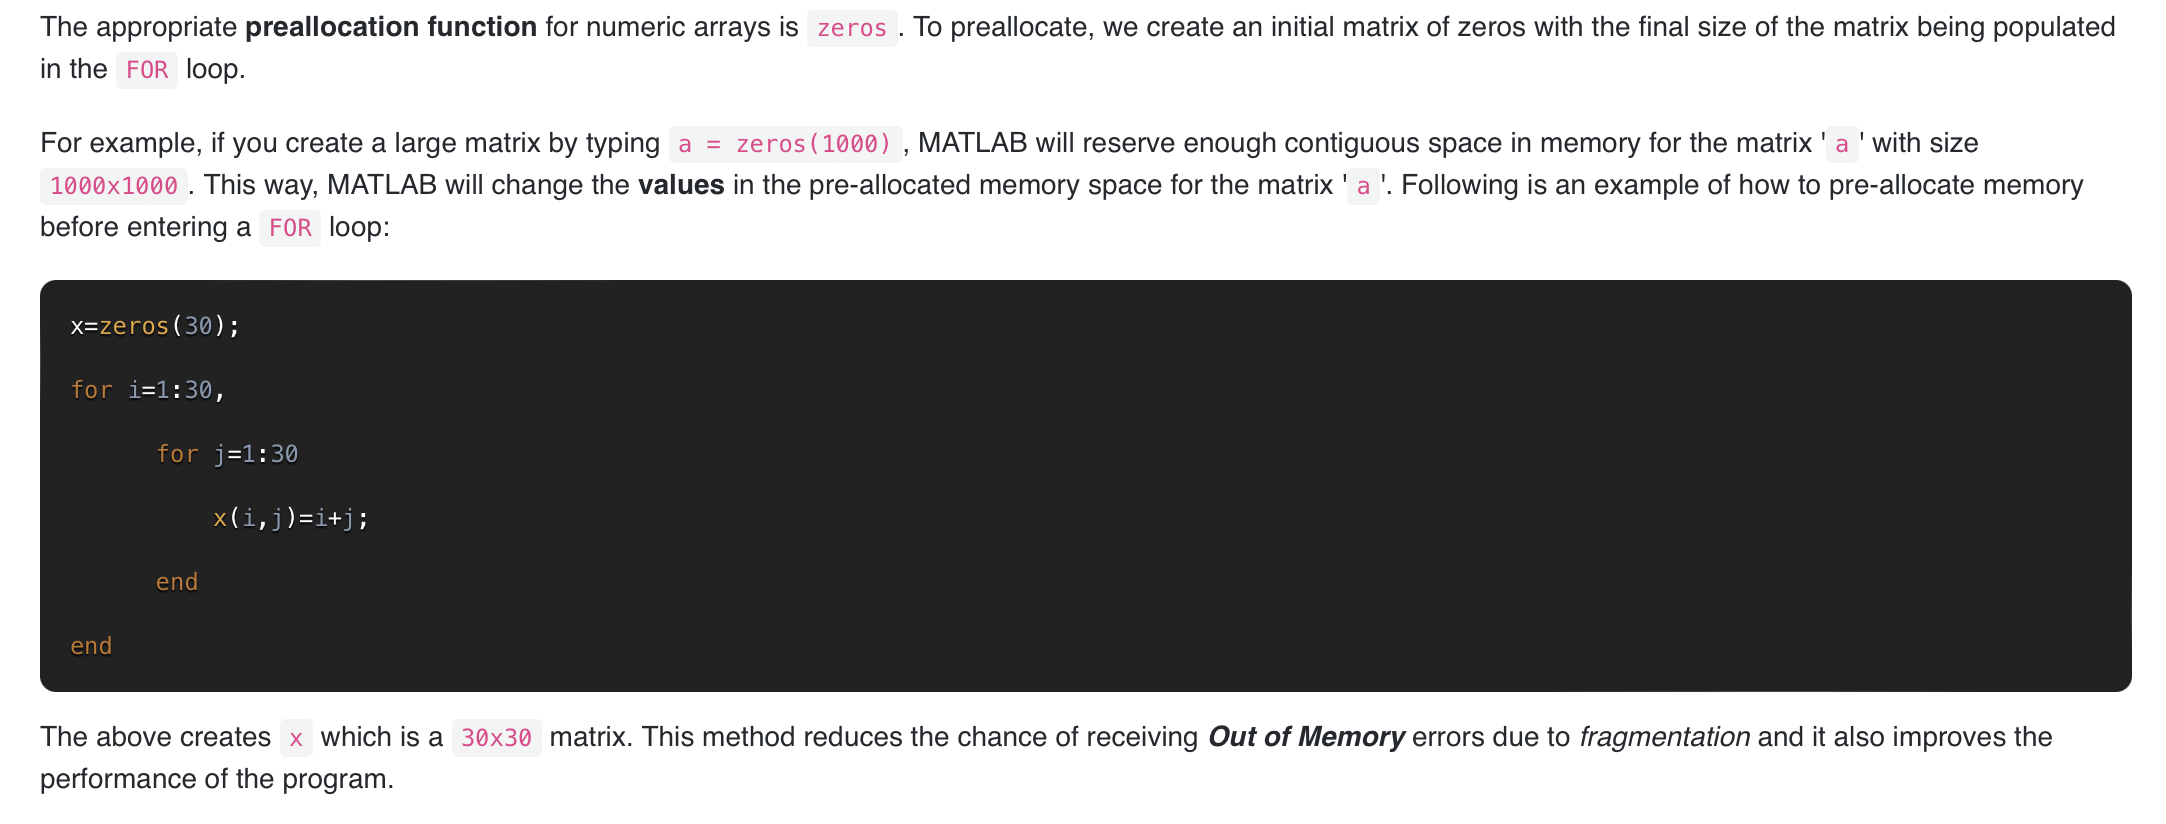 The appropriate preallocation function for numeric arrays is zeros . To preallocate, we create an initial matrix of zeros with the final size of the matrix being populated
in the FOR loop.
For example, if you create a large matrix by typing a = zeros(1000) , MATLAB will reserve enough contiguous space in memory for the matrix ' a ' with size
1000x1000 . This way, MATLAB will change the values in the pre-allocated memory space for the matrix ' a '. Following is an example of how to pre-allocate memory
before entering a FOR loop:
x=zeros(30);
for i=1:30,
for j=1:30
x(i,j)=i+j;
end
end
The above creates x which is a 30x30 matrix. This method reduces the chance of receiving Out of Memory errors due to fragmentation and it also improves the
performance of the program.